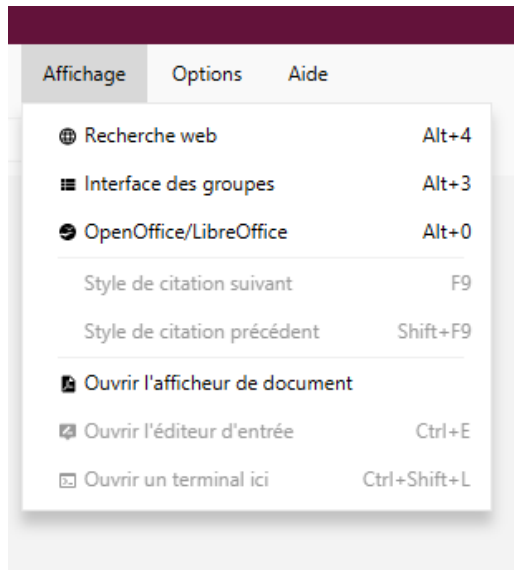 Affichage Options Aide
Recherche web Alt+4
Interface des groupes Alt+3
OpenOffice/LibreOffice Alt+0
Style de citation suivant F9
Style de citation précédent Shift+F9
Ouvrir l'afficheur de document
Ouvrir l'éditeur d'entrée Ctrl+E
Ouvrir un terminal ici Ctrl+Shift+L